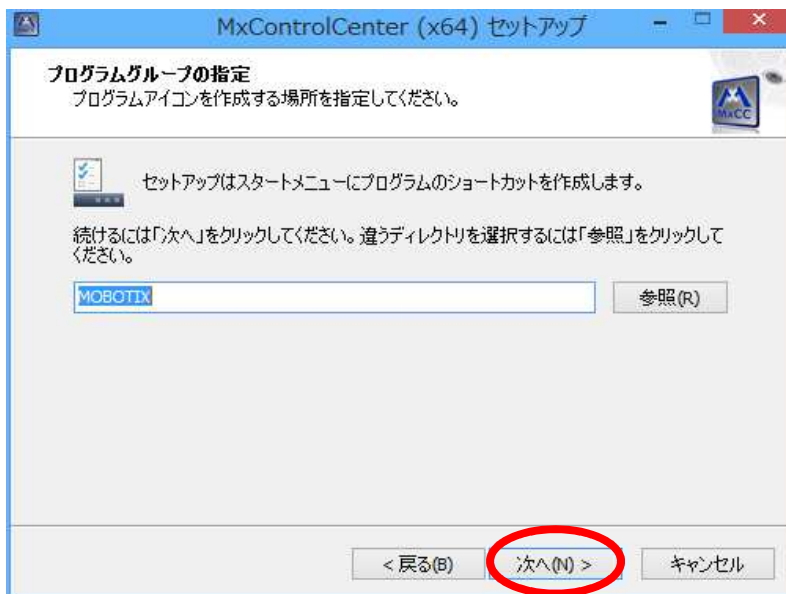 MxControlCenter (x64) セットアップ
プログラムグループの指定
プログラムアイコンを作成する場所を指定してください。
MxCC
セットアップはスタートメニューにプログラムのショートカットを作成します。
続けるには「次へ」をクリックしてください。違うディレクトリを選択するには「参照」をクリックして
ください。
MOBOTIX
参照(R)
< 戻る(B)
次へ(N) >
キャンセル